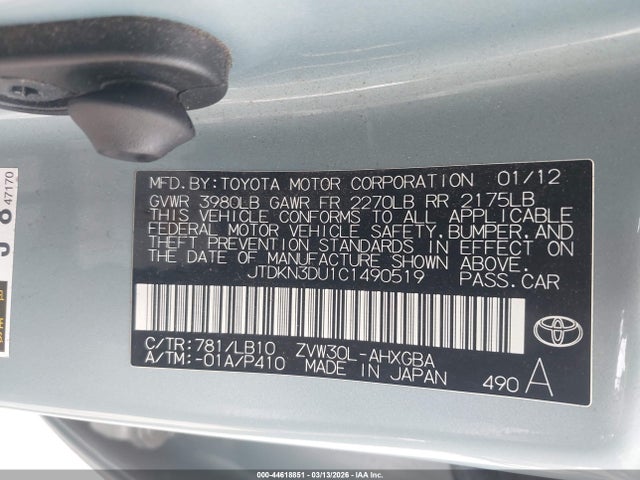 MFD. BY: TOYOTA MOTOR CORPORATION 01/12
GVWR 3980LB GAWR FR 2270LB RR 2175LB
THIS VEHICLE CONFORMS TO ALL APPLICABLE
FEDERAL MOTOR VEHICLE SAFETY, BUMPER, AND
THEFT PREVENTION STANDARDS IN EFFECT ON
THE DATE OF MANUFACTURE SHOWN ABOVE.
JTDKN3DU1C1490519 PASS. CAR
C/TR: 781/LB10 ZVW30L-AHXGBA
A/TM: -01A/P410 MADE IN JAPAN
490 A
47170
00-44618851 - 03/13/2026 - COPYRIGHT IAA